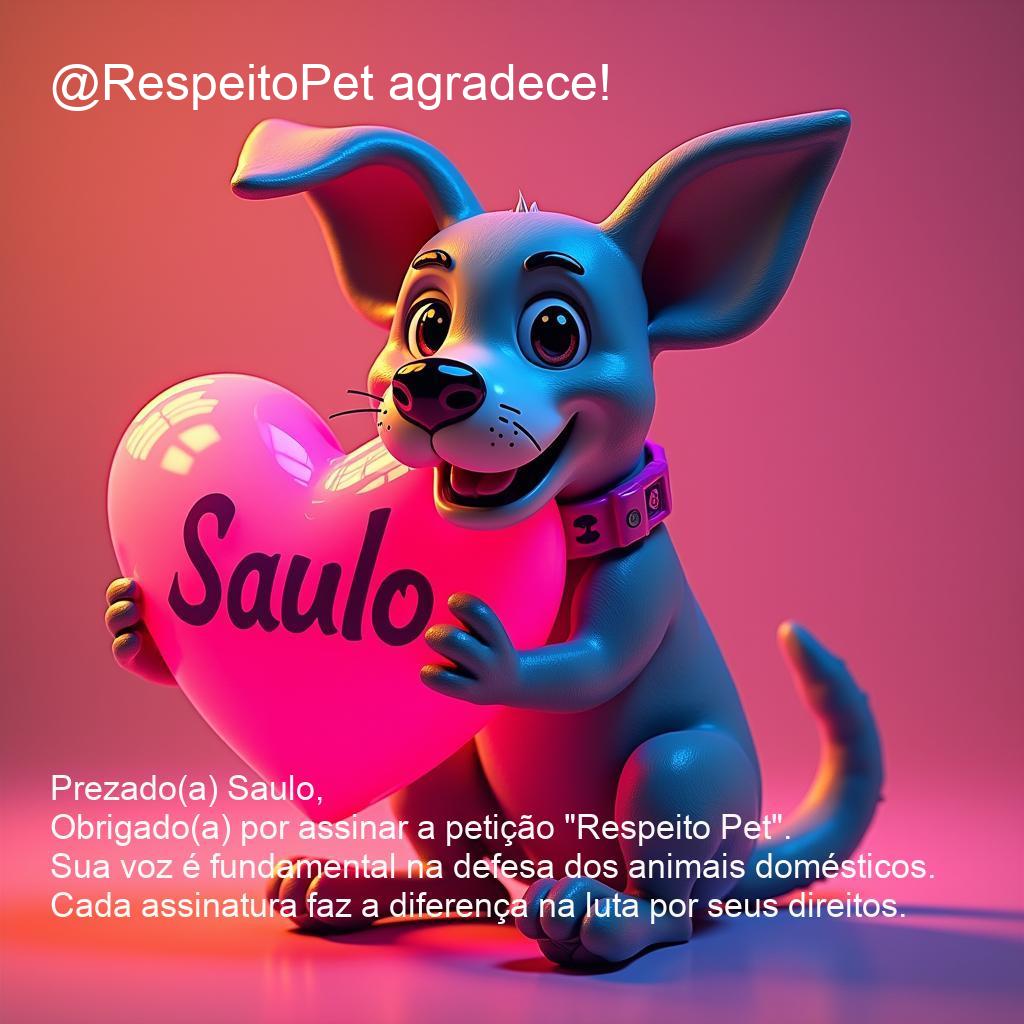 @RespeitoPet agradece!
Saulo
Prezado(a) Saulo,
Obrigado(a) por assinar a petição "Respeito Pet".
Sua voz é fundamental na defesa dos animais domésticos.
Cada assinatura faz a diferença na luta por seus direitos.